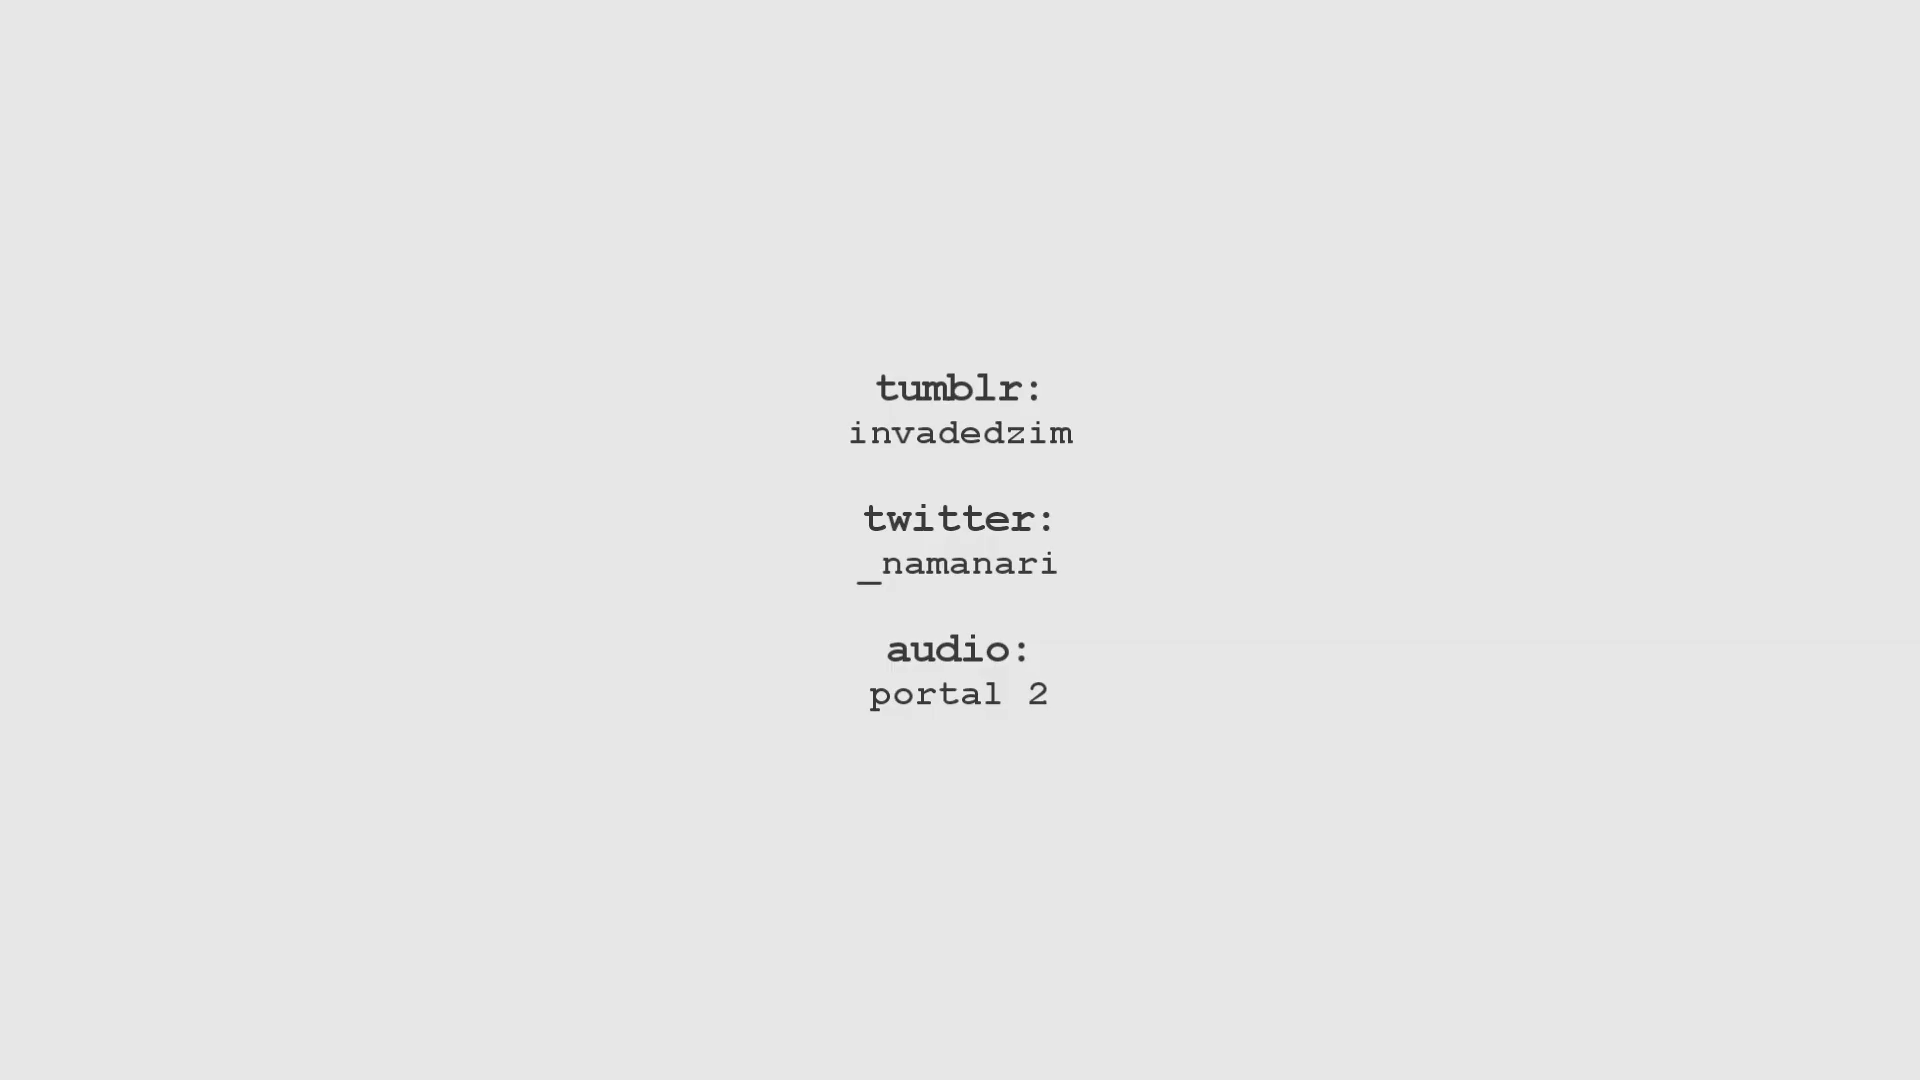 tumblr:
invadedzim
twitter:
_namanari
audio:
portal 2